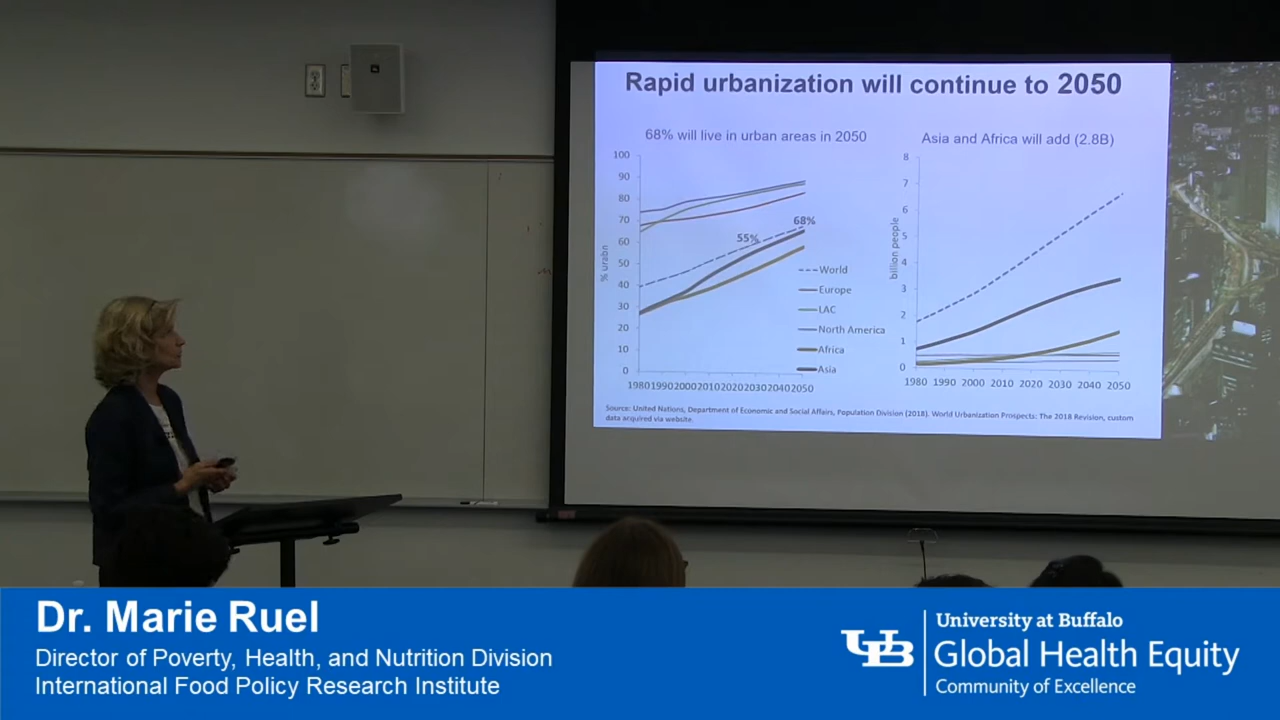 Rapid urbanization will continue to 2050
68% will live in urban areas in 2050
100
90
80
70
60
50
40
30
20
10
0
% urabn
68%
55%
World
Europe
LAC
North America
Africa
Asia
1980 1990 2000 2010 2020 2030 2040 2050
Asia and Africa will add (2.8B)
8
7
6
5
4
3
2
1
0
billion people
1980 1990 2000 2010 2020 2030 2040 2050
Source: United Nations, Department of Economic and Social Affairs, Population Division (2018). World Urbanization Prospects: The 2018 Revision, custom
data acquired via website.
Dr. Marie Ruel
Director of Poverty, Health, and Nutrition Division
International Food Policy Research Institute
UB
University at Buffalo
Global Health Equity
Community of Excellence